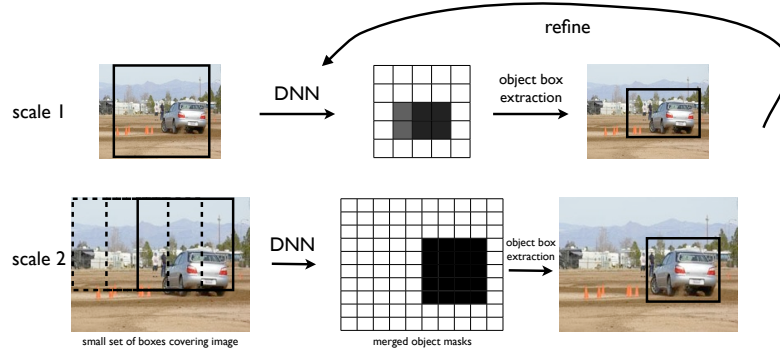 refine
scale 1
DNN
object box
extraction
scale 2
DNN
object box
extraction
small set of boxes covering image
merged object masks